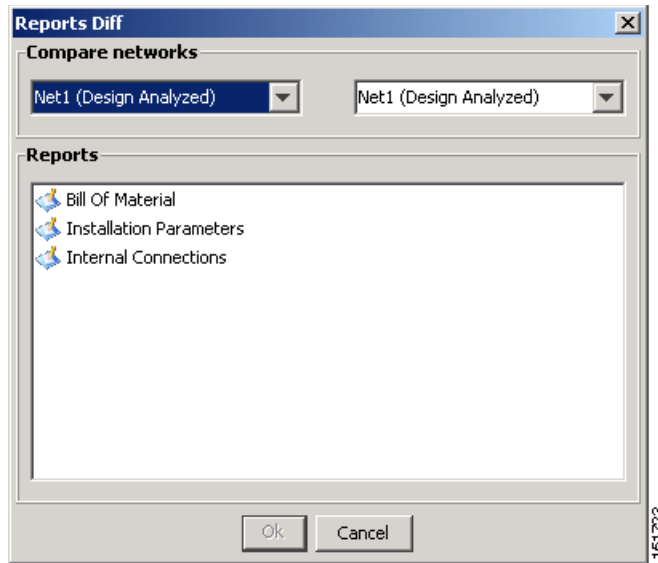 Reports Diff
Compare networks
Net1 (Design Analyzed) Net1 (Design Analyzed)
Reports
Bill Of Material
Installation Parameters
Internal Connections
Ok Cancel